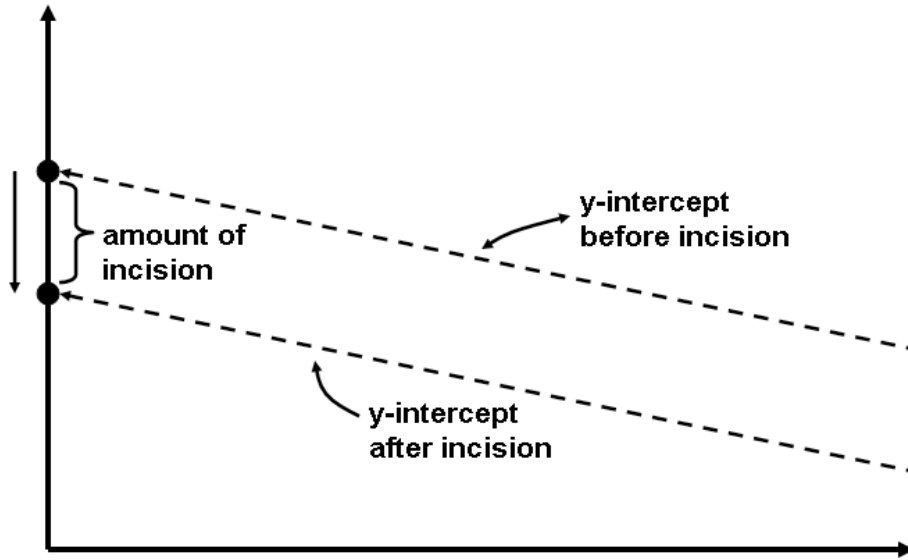 y-intercept
before incision
amount of
incision
y-intercept
after incision